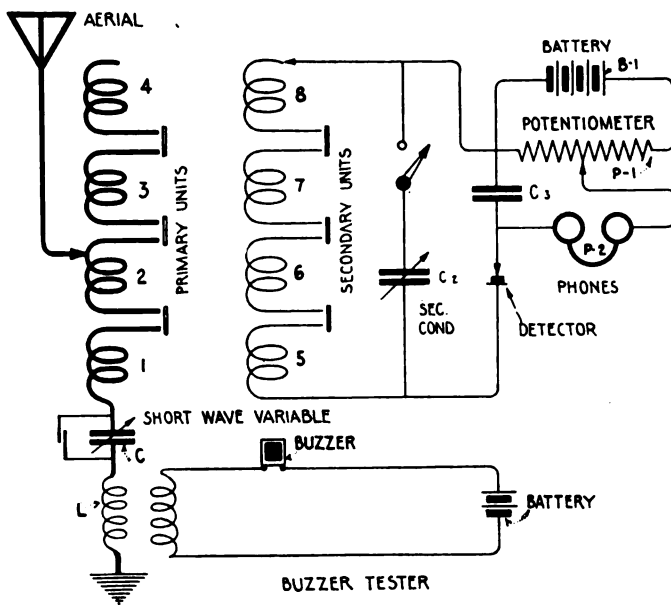 AERIAL
BATTERY
B-1
4
8
POTENTIOMETER
P-1
3
7
C3
PRIMARY UNITS
SECONDARY UNITS
2
6
C2
P-2
SEC.
COND
PHONES
DETECTOR
1
5
SHORT WAVE VARIABLE
C
BUZZER
L
BATTERY
BUZZER TESTER